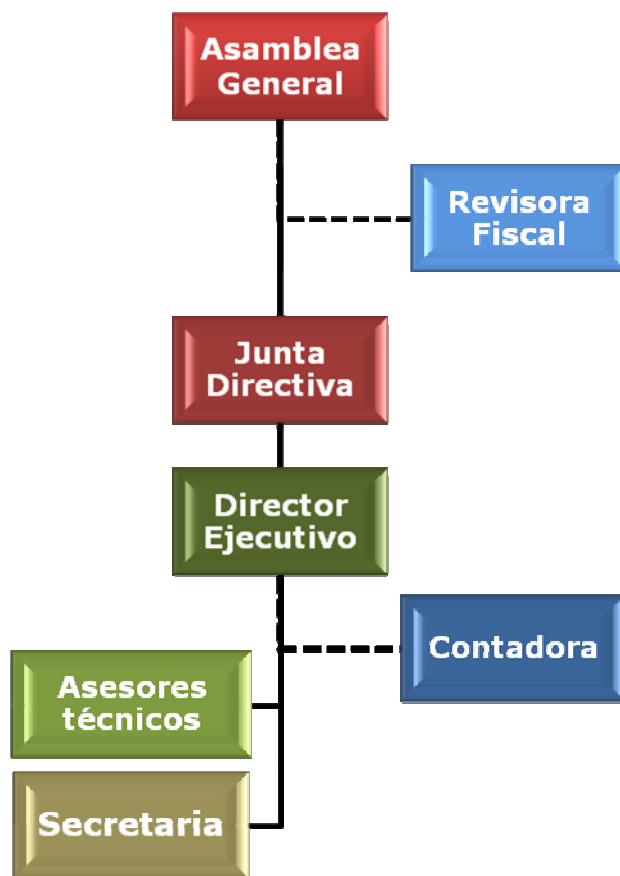 Asamblea
General
Revisora
Fiscal
Junta
Directiva
Director
Ejecutivo
Contadora
Asesores
técnicos
Secretaria